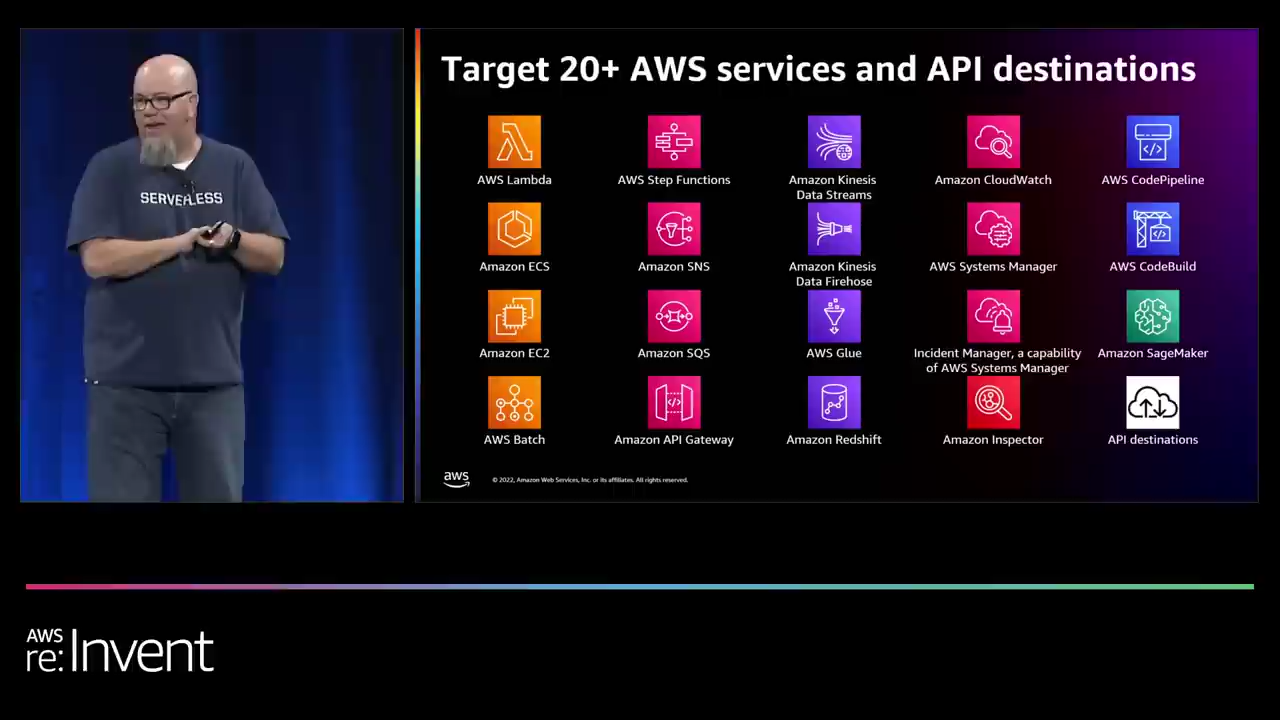 SERVERLESS
Target 20+ AWS services and API destinations
AWS Lambda
AWS Step Functions
Amazon Kinesis
Data Streams
Amazon CloudWatch
AWS CodePipeline
Amazon ECS
Amazon SNS
Amazon Kinesis
Data Firehose
AWS Systems Manager
AWS CodeBuild
Amazon EC2
Amazon SQS
AWS Glue
Incident Manager, a capability
of AWS Systems Manager
Amazon SageMaker
AWS Batch
Amazon API Gateway
Amazon Redshift
Amazon Inspector
API destinations
aws
© 2022, Amazon Web Services, Inc. or its affiliates. All rights reserved.
AWS
re:Invent